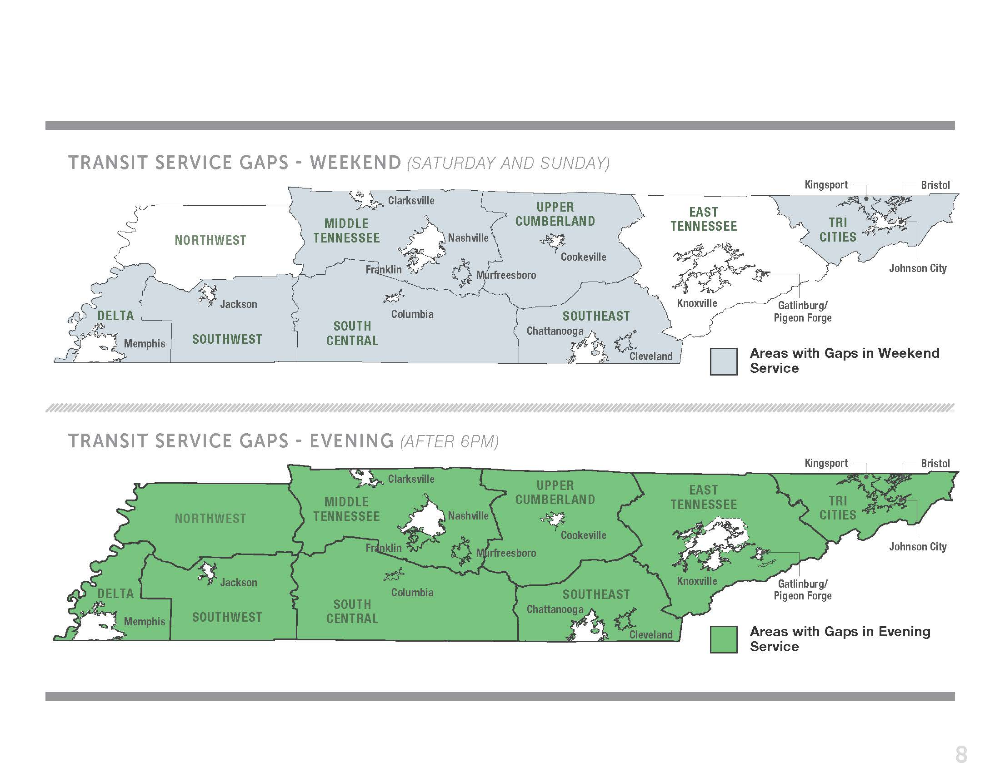 TRANSIT SERVICE GAPS - WEEKEND (SATURDAY AND SUNDAY)
Kingsport
Bristol
Clarksville
UPPER
CUMBERLAND
EAST
TENNESSEE
MIDDLE
TENNESSEE
TRI
CITIES
NORTHWEST
Nashville
Cookeville
Franklin
Murfreesboro
Johnson City
Jackson
Knoxville
Gatlinburg/
Pigeon Forge
DELTA
Columbia
SOUTHEAST
SOUTH
CENTRAL
Chattanooga
SOUTHWEST
Memphis
Cleveland
Areas with Gaps in Weekend
Service
TRANSIT SERVICE GAPS - EVENING (AFTER 6PM)
Kingsport
Bristol
Clarksville
UPPER
CUMBERLAND
EAST
TENNESSEE
MIDDLE
TENNESSEE
TRI
CITIES
NORTHWEST
Nashville
Cookeville
Franklin
Murfreesboro
Johnson City
Jackson
Knoxville
Gatlinburg/
Pigeon Forge
DELTA
Columbia
SOUTHEAST
SOUTH
CENTRAL
Chattanooga
SOUTHWEST
Memphis
Cleveland
Areas with Gaps in Evening
Service
8